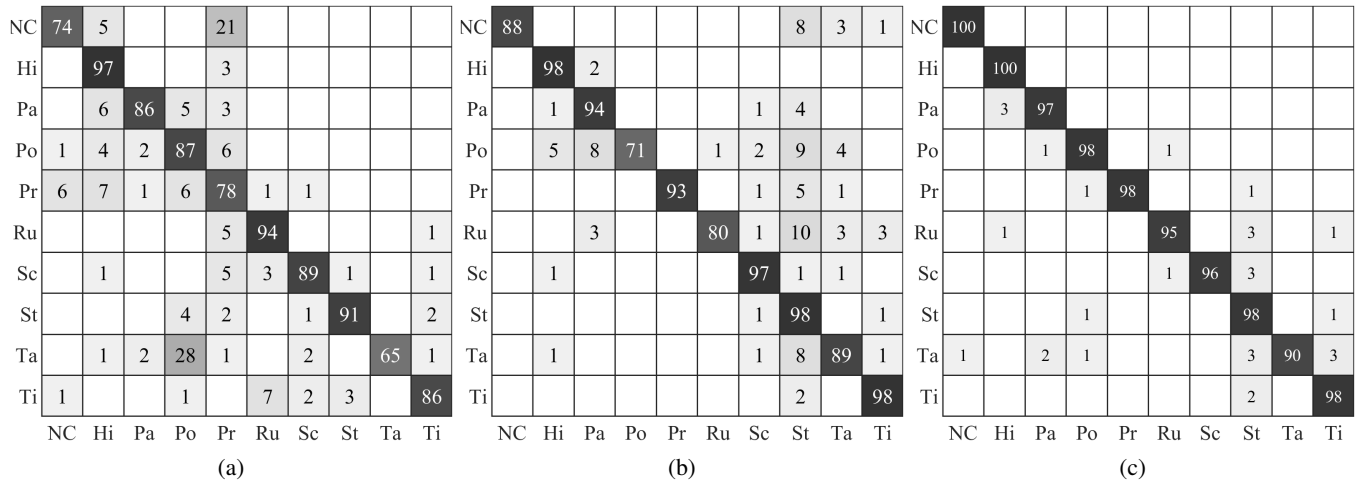 NC 74 5 21
Hi 97 3
Pa 6 86 5 3
Po 1 4 2 87 6
Pr 6 7 1 6 78 1 1
Ru 5 94 1
Sc 1 5 3 89 1 1
St 4 2 1 91 2
Ta 1 2 28 1 2 65 1
Ti 1 1 7 2 3 86
NC Hi Pa Po Pr Ru Sc St Ta Ti
(a)
NC 88 8 3 1
Hi 98 2
Pa 1 94 1 4
Po 5 8 71 1 2 9 4
Pr 93 1 5 1
Ru 3 80 1 10 3 3
Sc 1 97 1 1
St 1 98 1
Ta 1 1 8 89 1
Ti 2 98
NC Hi Pa Po Pr Ru Sc St Ta Ti
(b)
NC 100
Hi 100
Pa 3 97
Po 1 98 1
Pr 1 98 1
Ru 1 95 3 1
Sc 1 96 3
St 1 98 1
Ta 1 2 1 3 90 3
Ti 2 98
NC Hi Pa Po Pr Ru Sc St Ta Ti
(c)